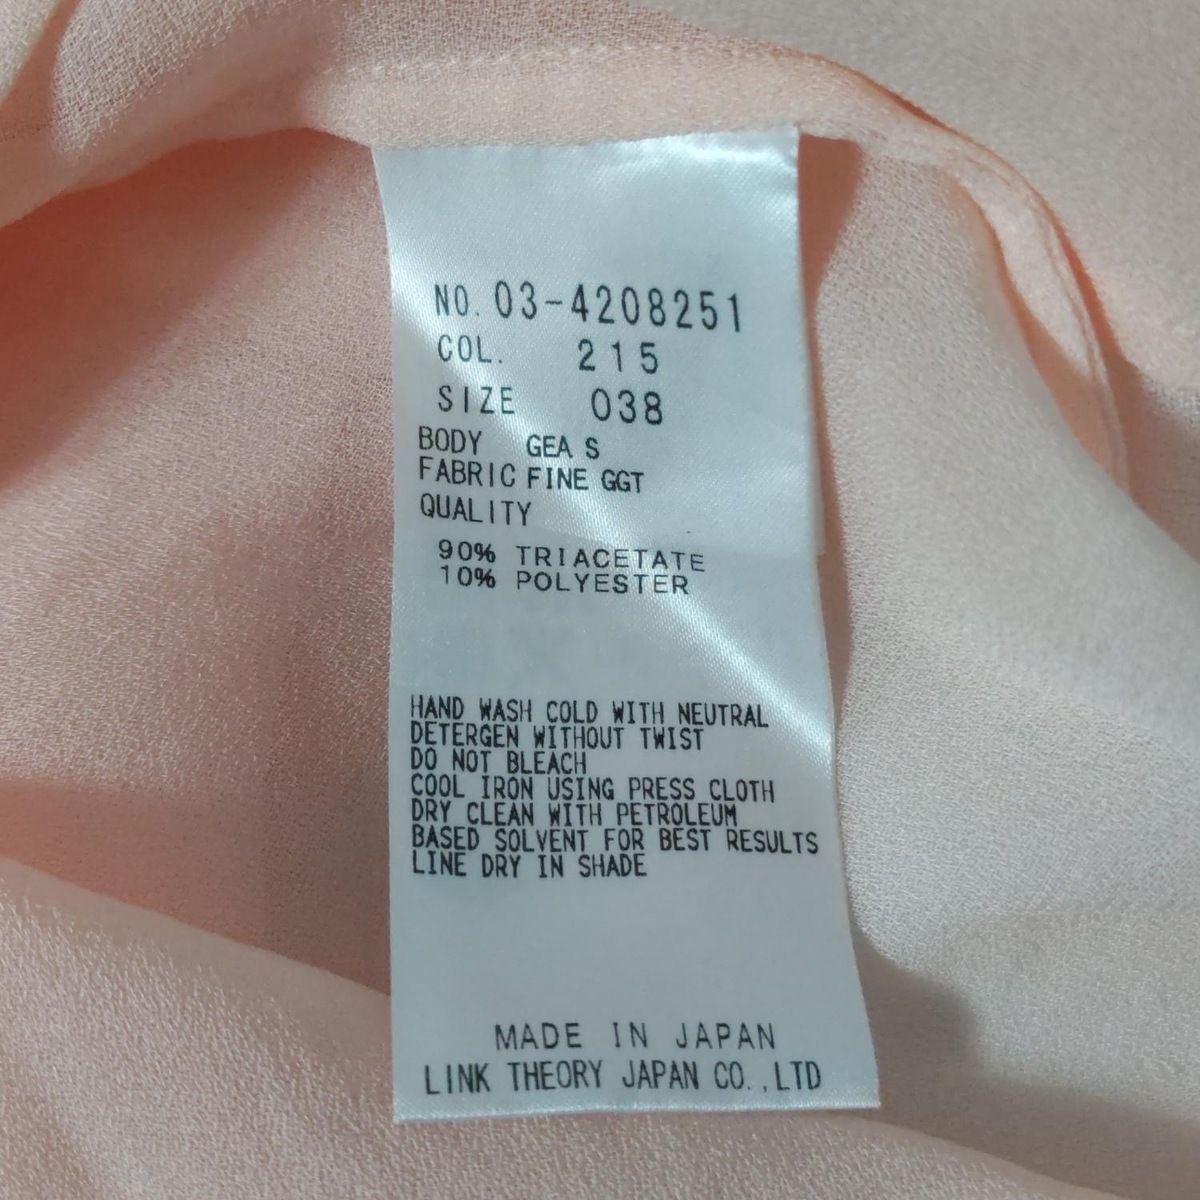 NO. 03-4208251
COL. 215
SIZE 038
BODY GEA S
FABRIC FINE GGT
QUALITY
90% TRIACETATE
10% POLYESTER
HAND WASH COLD WITH NEUTRAL
DETERGEN WITHOUT TWIST
DO NOT BLEACH
COOL IRON USING PRESS CLOTH
DRY CLEAN WITH PETROLEUM
BASED SOLVENT FOR BEST RESULTS
LINE DRY IN SHADE
MADE IN JAPAN
LINK THEORY JAPAN CO.,LTD